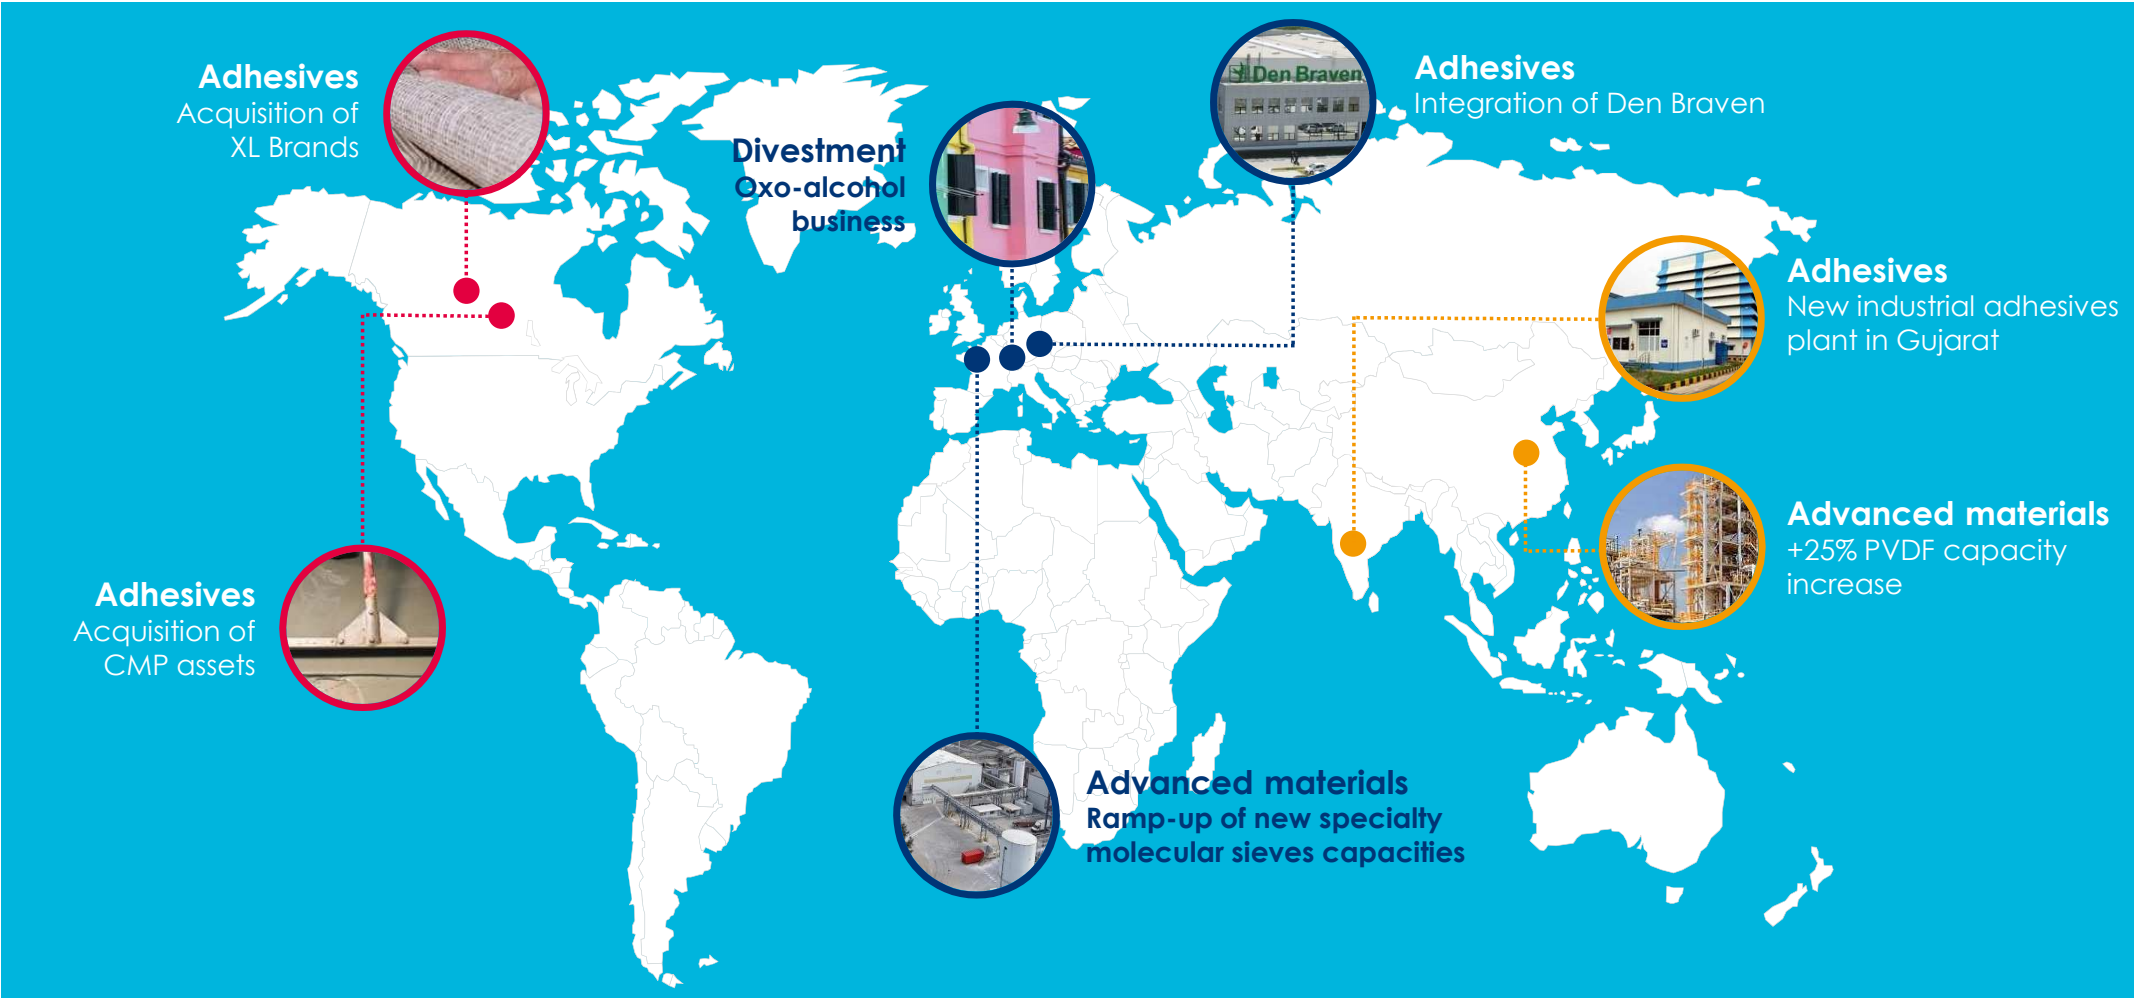 Adhesives
Acquisition of
XL Brands
Divestment
Oxo-alcohol
business
Den Braven
Adhesives
Integration of Den Braven
Adhesives
New industrial adhesives
plant in Gujarat
Advanced materials
+25% PVDF capacity
increase
Adhesives
Acquisition of
CMP assets
Advanced materials
Ramp-up of new specialty
molecular sieves capacities